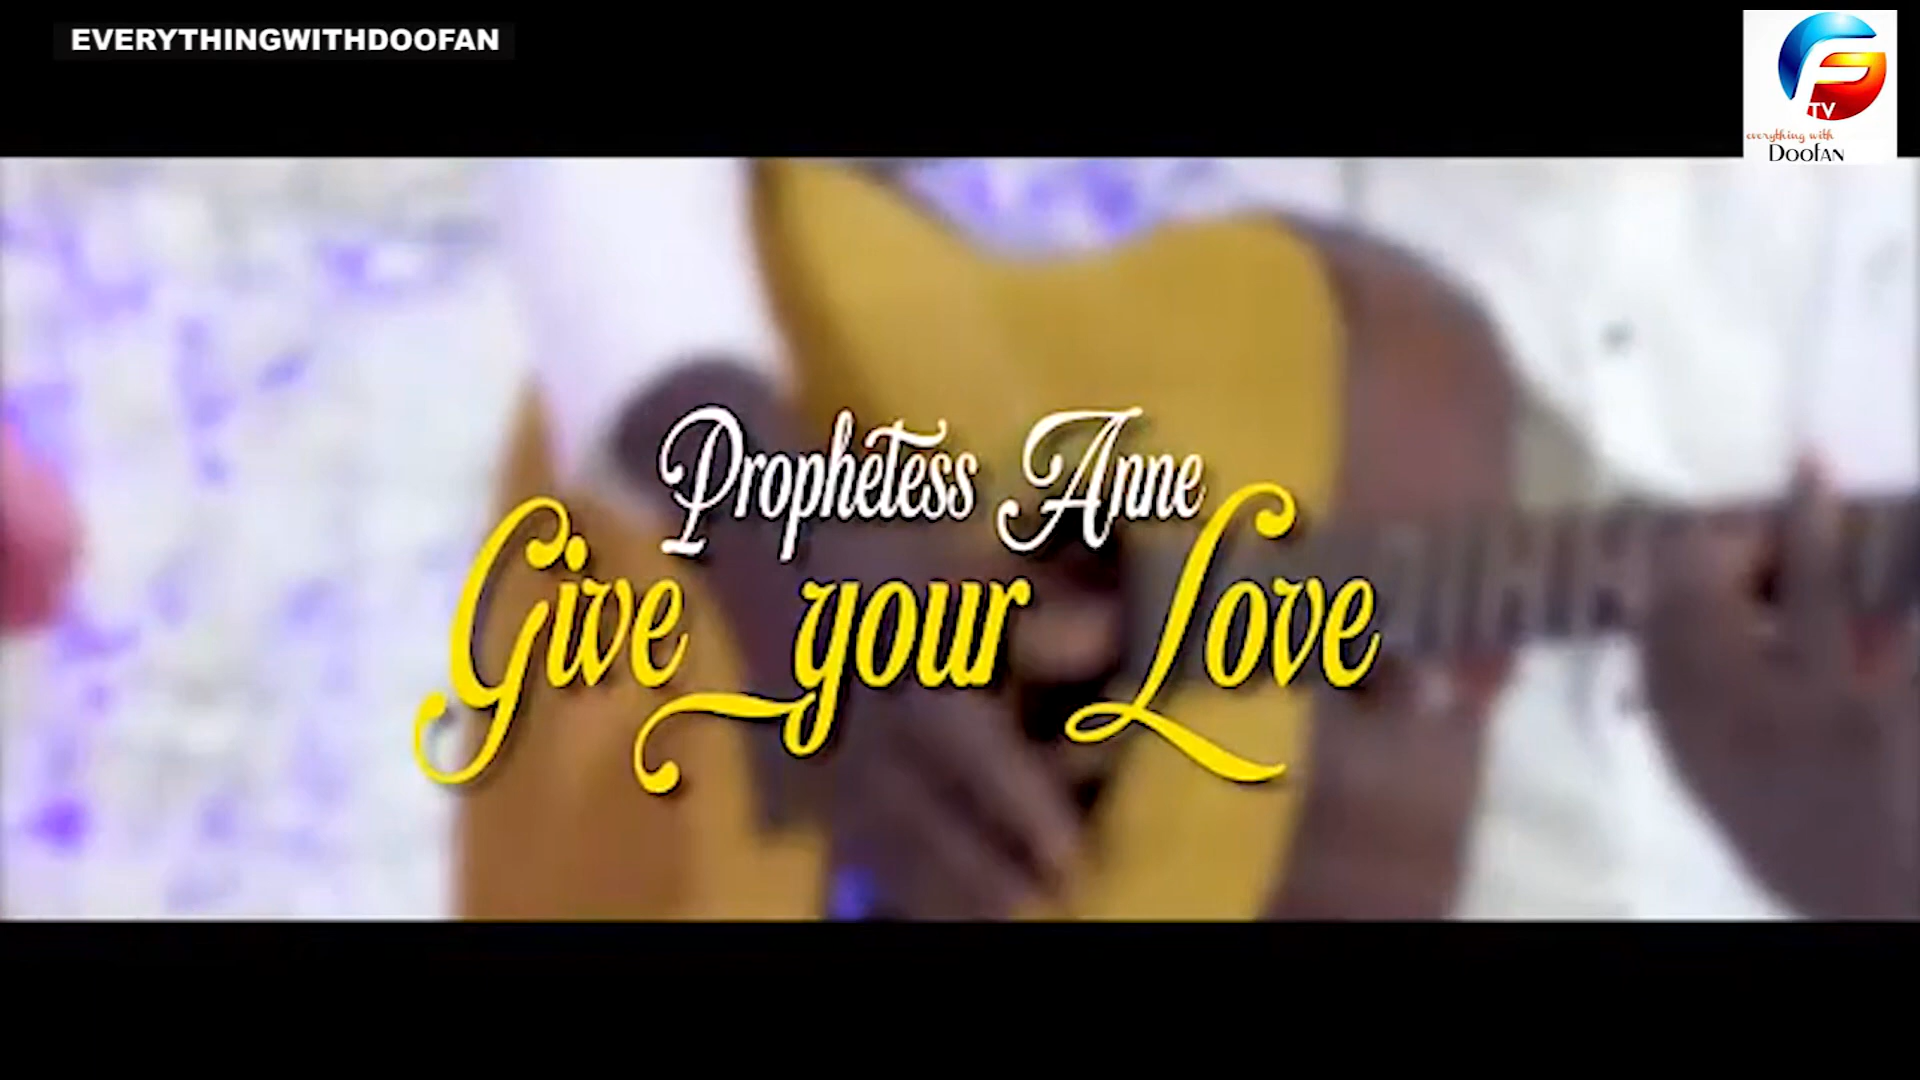 EVERYTHINGWITHDOOFAN
TV
everything with
DOOFAN
Prophetess Anne
Give your Love